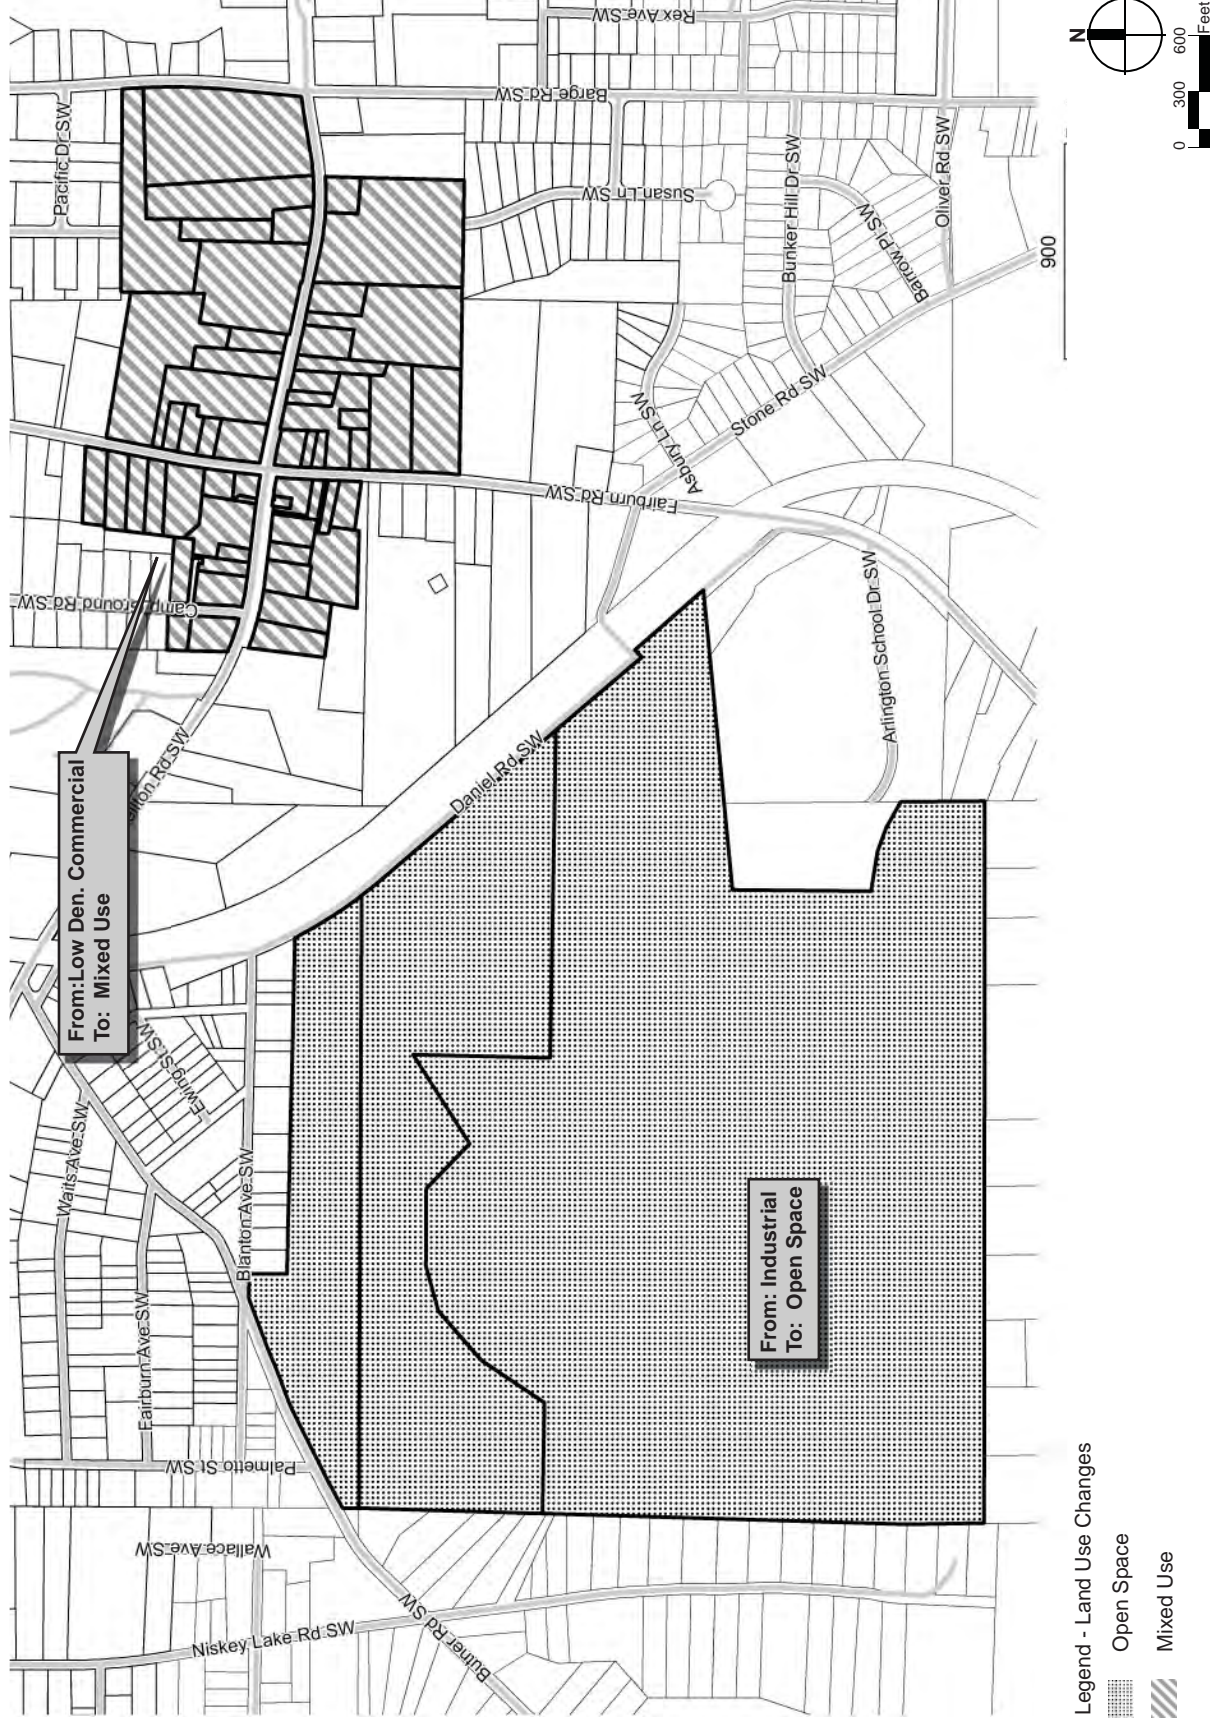 Rex Ave SW
Barge Rd SW
Pacific Dr SW
Susan Ln SW
Bunker Hill Dr SW
Barrow Pl SW
Oliver Rd SW
Stone Rd SW
Asbury Ln SW
Fairburn Rd SW
Campground Rd SW
Arlington School Dr SW
Daniel Rd SW
From:Low Den. Commercial
To: Mixed Use
Ewing St SW
Waits Ave SW
Blanton Ave SW
Fairburn Ave SW
Palmetto St SW
Wallace Ave SW
Niskey Lake Rd SW
Butner Rd SW
From: Industrial
To: Open Space
Legend - Land Use Changes
Open Space
Mixed Use
N
0 300 600
900
Feet